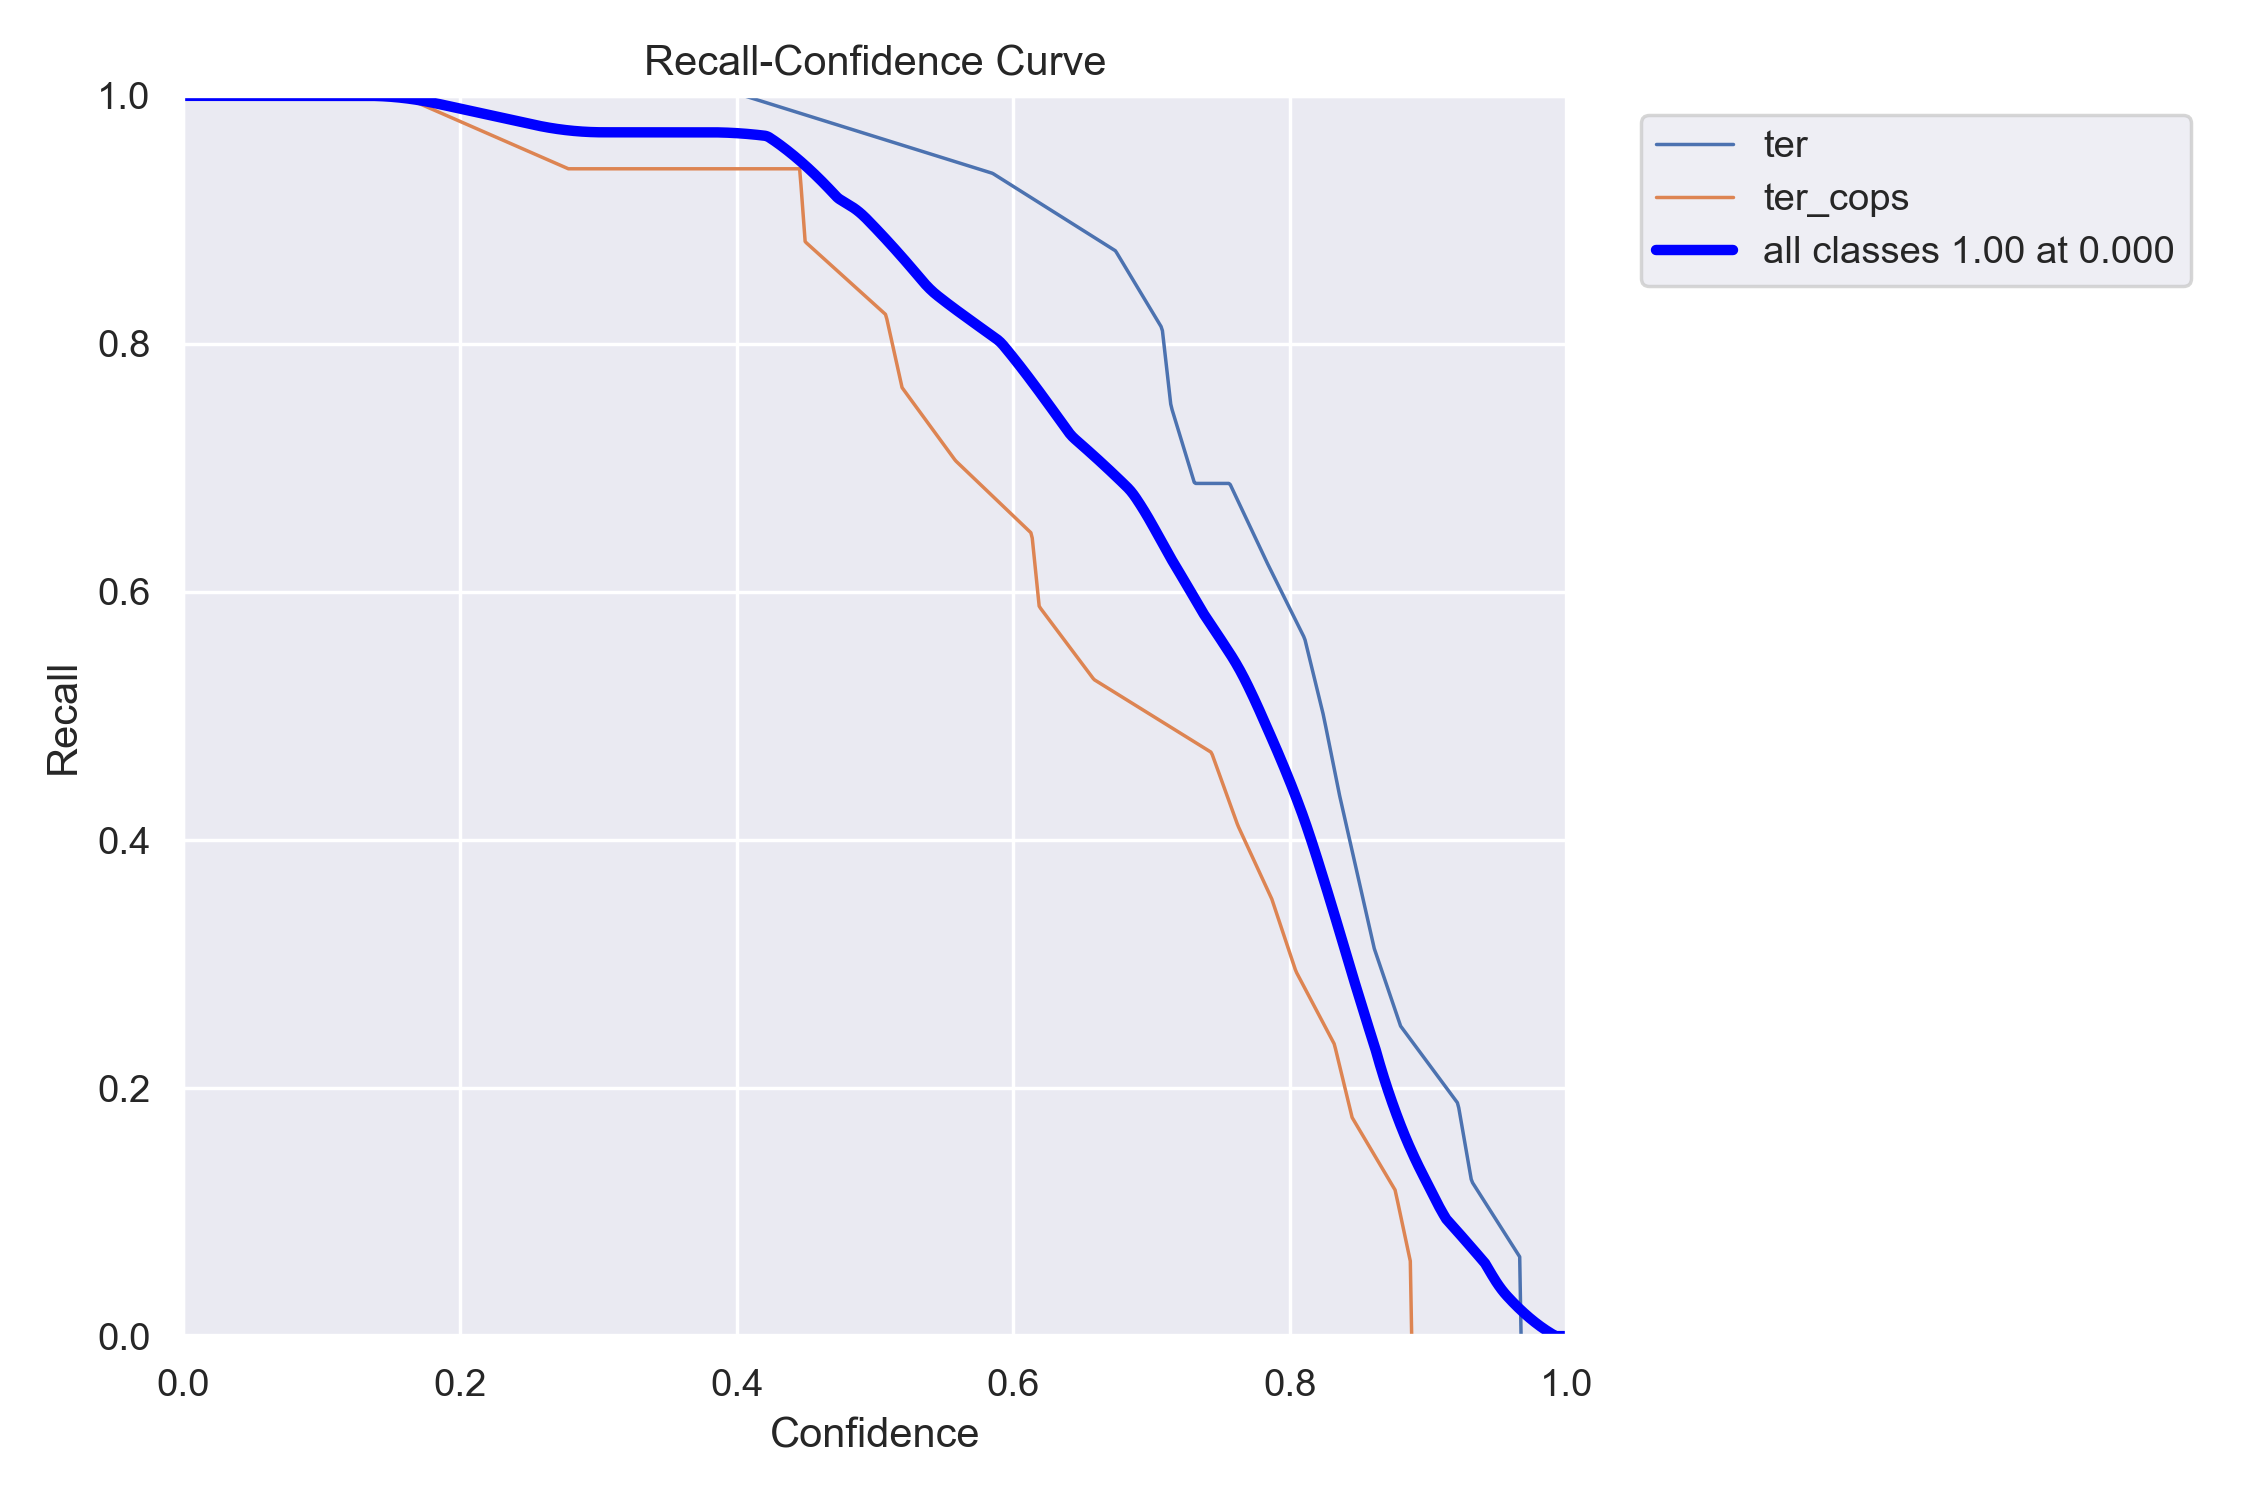 Recall-Confidence Curve
1.0
0.8
0.6
0.4
0.2
0.0
Recall
0.0 0.2 0.4 0.6 0.8 1.0
Confidence
ter
ter_cops
all classes 1.00 at 0.000